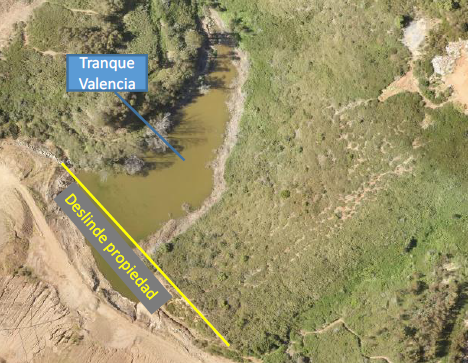 Tranque
Valencia
Deslinde propiedad